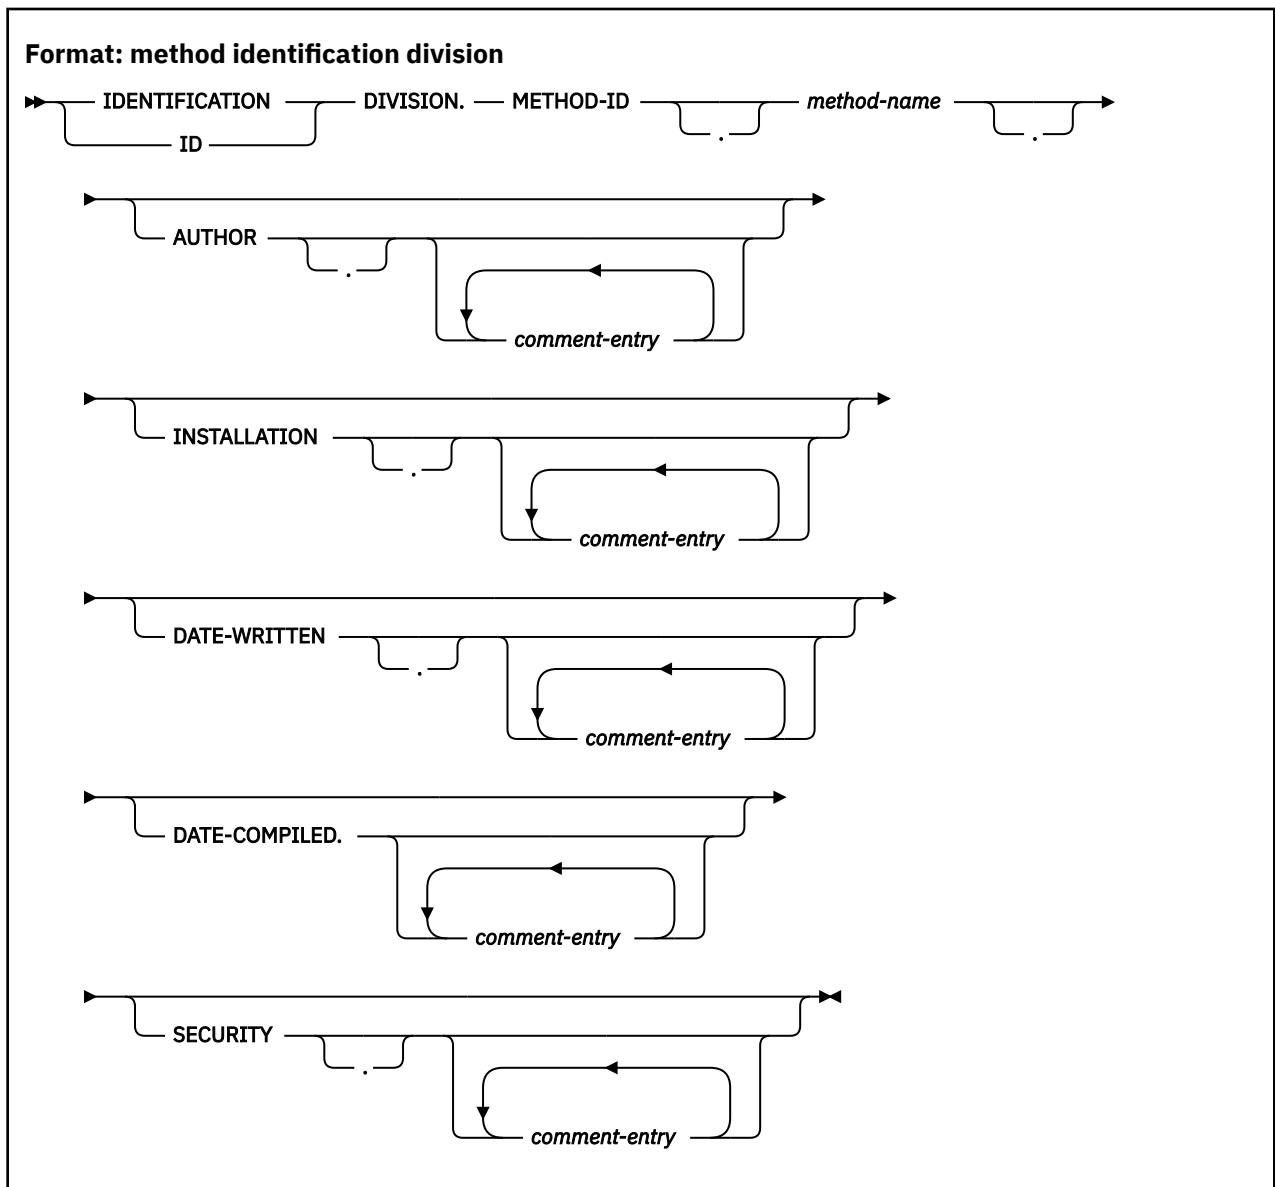 Format: method identification division
IDENTIFICATION DIVISION. METHOD-ID method-name
ID . .
AUTHOR
.
comment-entry
INSTALLATION
.
comment-entry
DATE-WRITTEN
.
comment-entry
DATE-COMPILED.
comment-entry
SECURITY
.
comment-entry